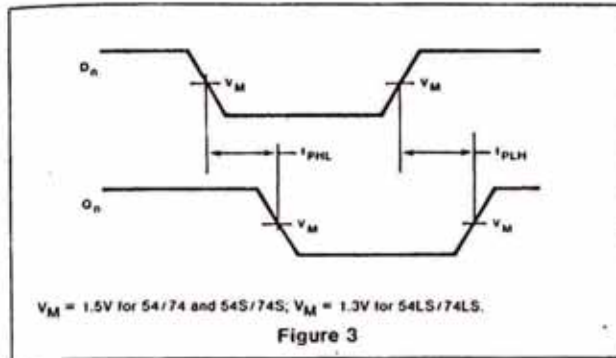 Dn
VM
VM
tPHL
tPLH
On
VM
VM
VM = 1.5V for 54/74 and 54S/74S; VM = 1.3V for 54LS/74LS.
Figure 3